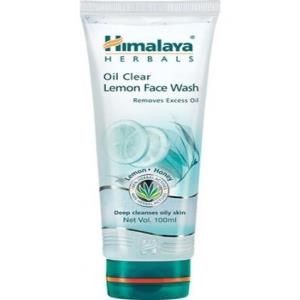 Himalaya
HERBALS
Oil Clear
Lemon Face Wash
Removes Excess Oil
Lemon • Honey
Deep cleanses oily skin
Net Vol. 100ml